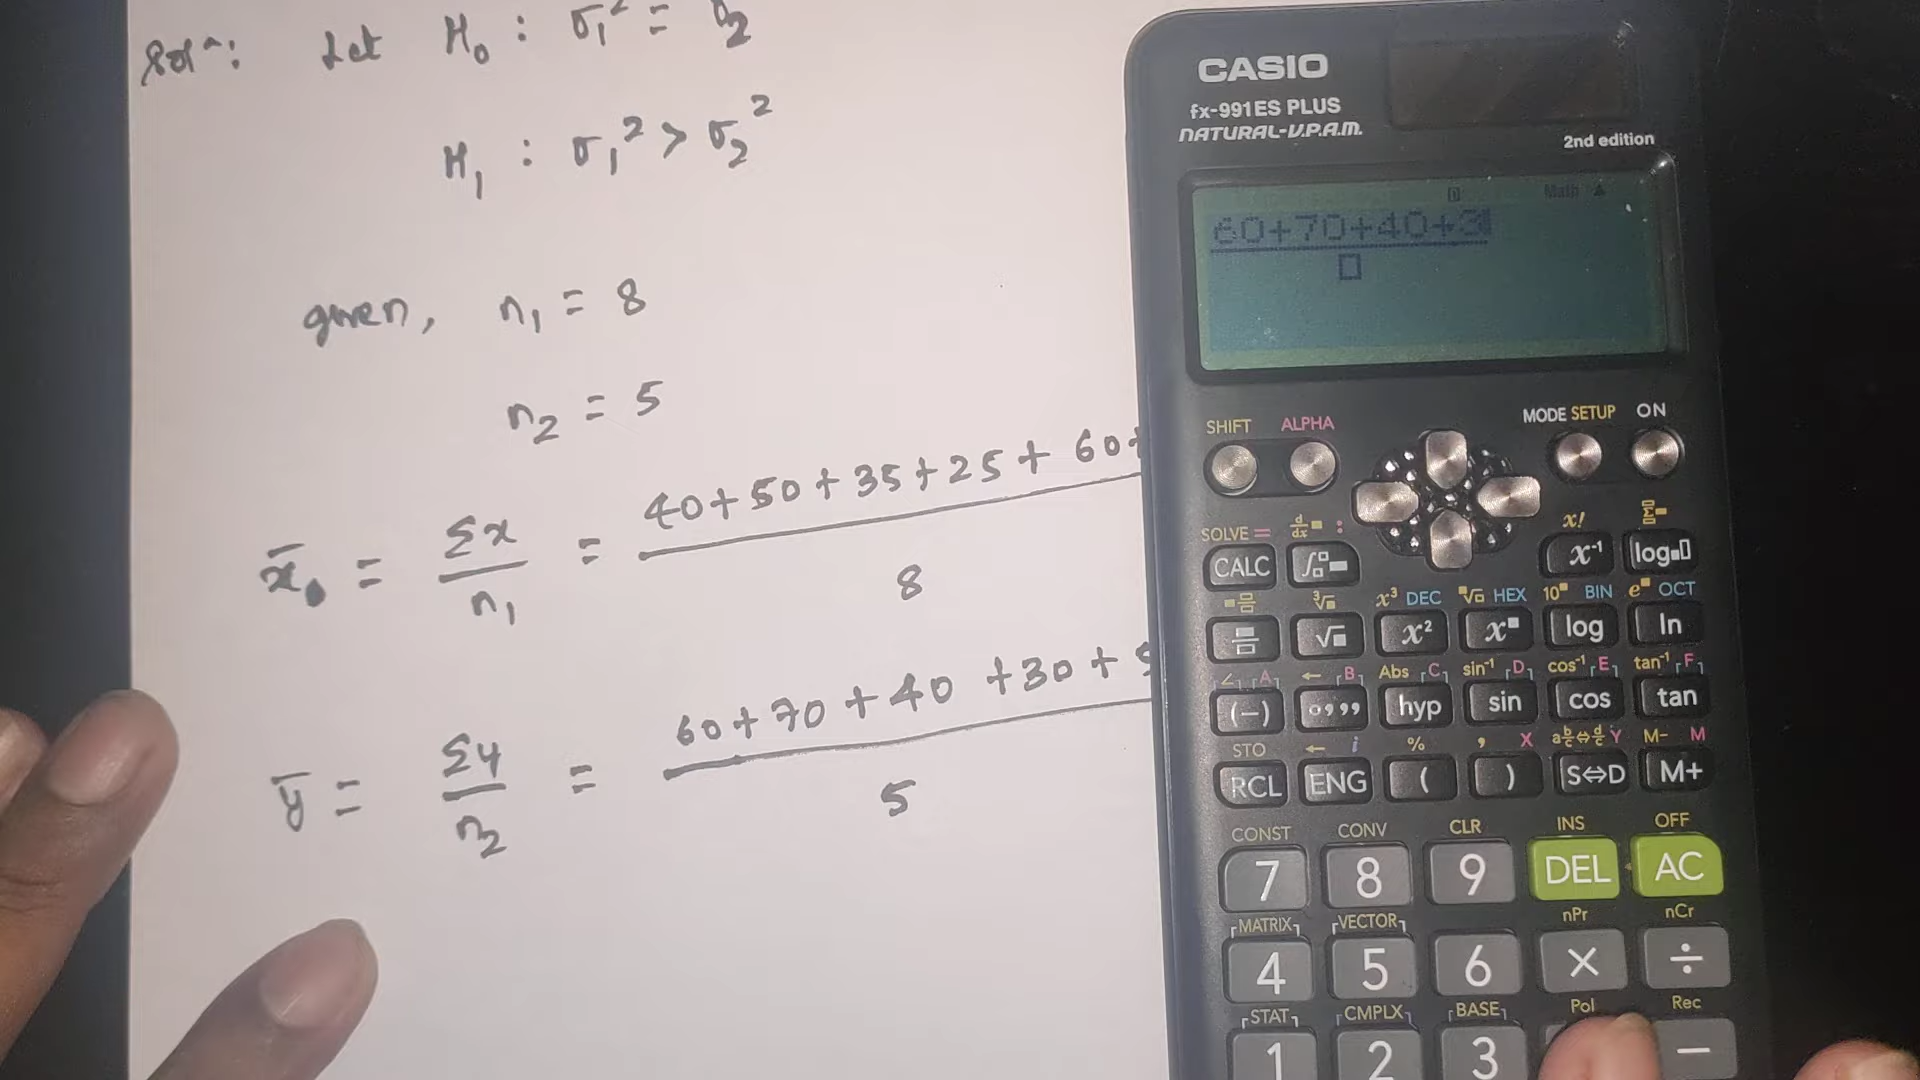 Solⁿ: Let H₀ : σ₁² = σ₂
H₁ : σ₁² > σ₂²
given, n₁ = 8
n₂ = 5
x̄ = Σx / n₁ = 40+50+35+25+60+ / 8
ȳ = Σy / n₂ = 60+70+40+30+5 / 5
CASIO
fx-991ES PLUS
NATURAL-V.P.A.M.
2nd edition
D Math ▲
60+70+40+3
□
SHIFT ALPHA MODE SETUP ON
SOLVE = d/dx : x! Σ
CALC ∫ x⁻¹ log
³√ x³ DEC √ HEX 10 BIN e OCT
√ x² x log ln
∠ A ← B Abs C sin⁻¹ D cos⁻¹ E tan⁻¹ F
(−) °,,, hyp sin cos tan
STO ← i % , X a b/c⇔d/c Y M− M
RCL ENG ( ) S⇔D M+
CONST CONV CLR INS OFF
7 8 9 DEL AC
MATRIX VECTOR nPr nCr
4 5 6 × ÷
STAT CMPLX BASE Pol Rec
1 2 3 −